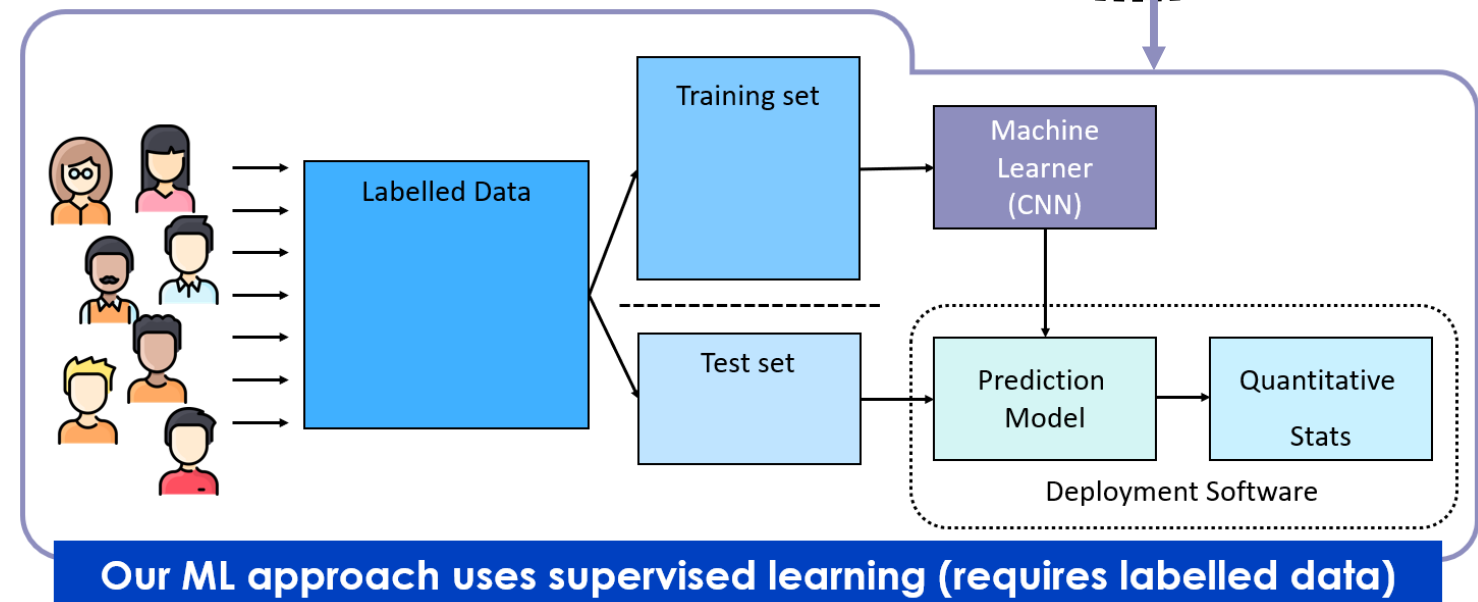 Training set
Machine
Learner
(CNN)
Labelled Data
Test set
Prediction
Model
Quantitative
Stats
Deployment Software
Our ML approach uses supervised learning (requires labelled data)